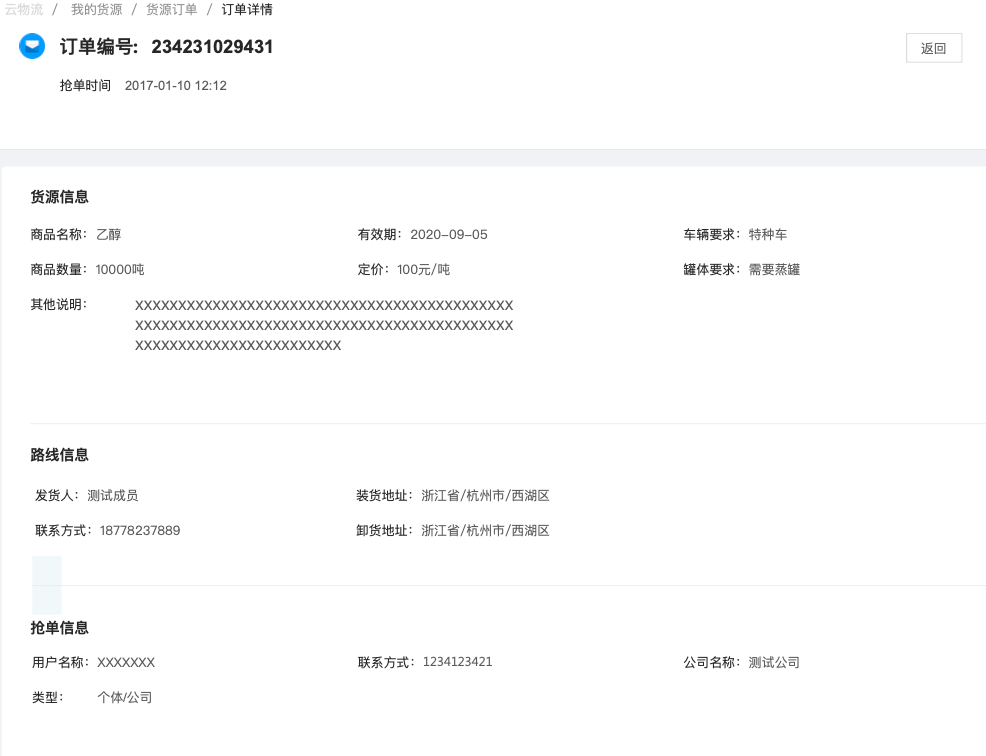 云物流 / 我的货源 / 货源订单 / 订单详情
订单编号: 234231029431
返回
抢单时间 2017-01-10 12:12
货源信息
商品名称： 乙醇 有效期： 2020-09-05 车辆要求： 特种车
商品数量： 10000吨 定价： 100元/吨 罐体要求： 需要蒸罐
其他说明： XXXXXXXXXXXXXXXXXXXXXXXXXXXXXXXXXXXXXXXXXXXX
XXXXXXXXXXXXXXXXXXXXXXXXXXXXXXXXXXXXXXXXXXXX
XXXXXXXXXXXXXXXXXXXXXXXX
路线信息
发货人： 测试成员 装货地址： 浙江省/杭州市/西湖区
联系方式： 18778237889 卸货地址： 浙江省/杭州市/西湖区
抢单信息
用户名称： XXXXXXX 联系方式： 1234123421 公司名称： 测试公司
类型： 个体/公司